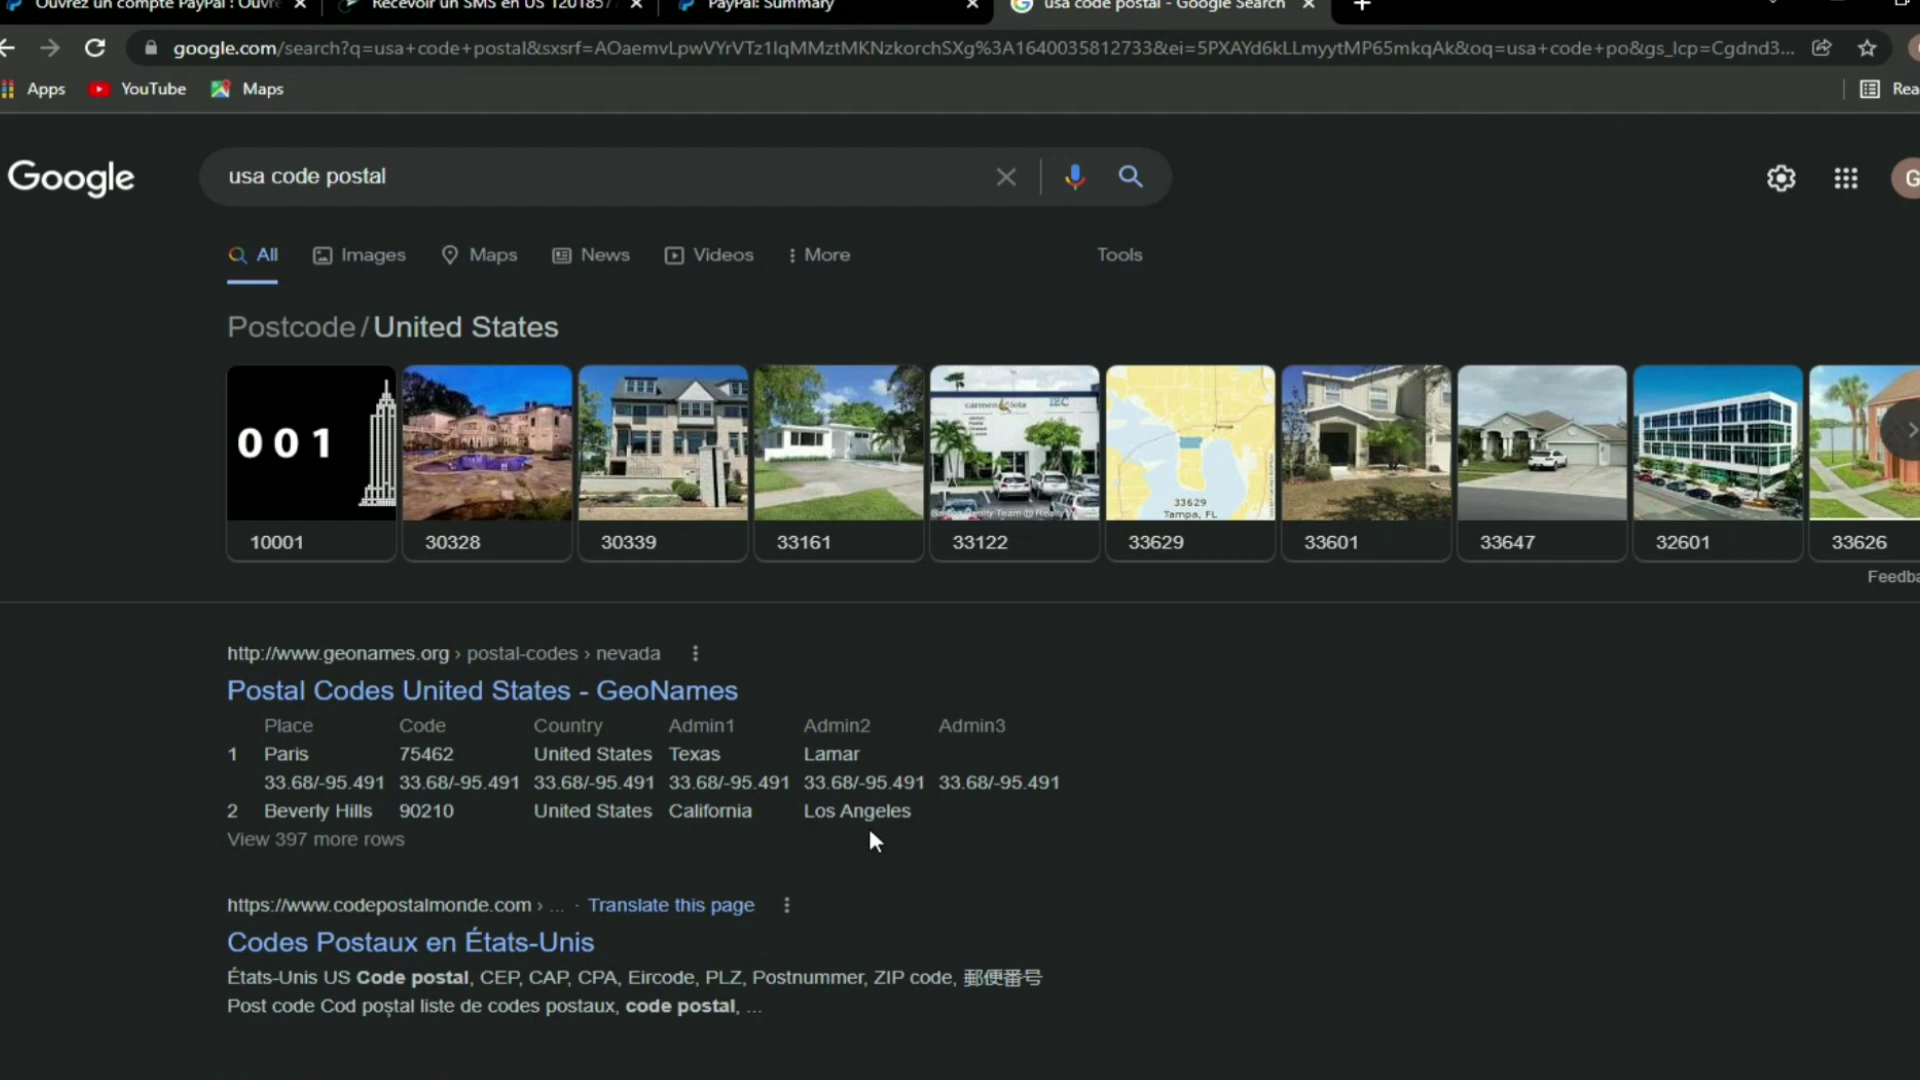 Ouvrez un compte PayPal : Ouvre
Recevoir un SMS en US 1201857
PayPal: Summary
usa code postal - Google Search
google.com/search?q=usa+code+postal&sxsrf=AOaemvLpwVYrVTz1IqMMztMKNzkorchSXg%3A1640035812733&ei=5PXAYd6kLLmyytMP65mkqAk&oq=usa+code+po&gs_lcp=Cgdnd3...
Apps
YouTube
Maps
Rea
Google
usa code postal
G
All
Images
Maps
News
Videos
More
Tools
Postcode / United States
001
carmen
33629
Tampa, FL
10001
30328
30339
33161
33122
33629
33601
33647
32601
33626
Feedba
http://www.geonames.org › postal-codes › nevada
Postal Codes United States - GeoNames
Place Code Country Admin1 Admin2 Admin3
1 Paris 75462 United States Texas Lamar
33.68/-95.491 33.68/-95.491 33.68/-95.491 33.68/-95.491 33.68/-95.491 33.68/-95.491
2 Beverly Hills 90210 United States California Los Angeles
View 397 more rows
https://www.codepostalmonde.com › ... · Translate this page
Codes Postaux en États-Unis
États-Unis US Code postal, CEP, CAP, CPA, Eircode, PLZ, Postnummer, ZIP code, 郵便番号
Post code Cod poștal liste de codes postaux, code postal, ...